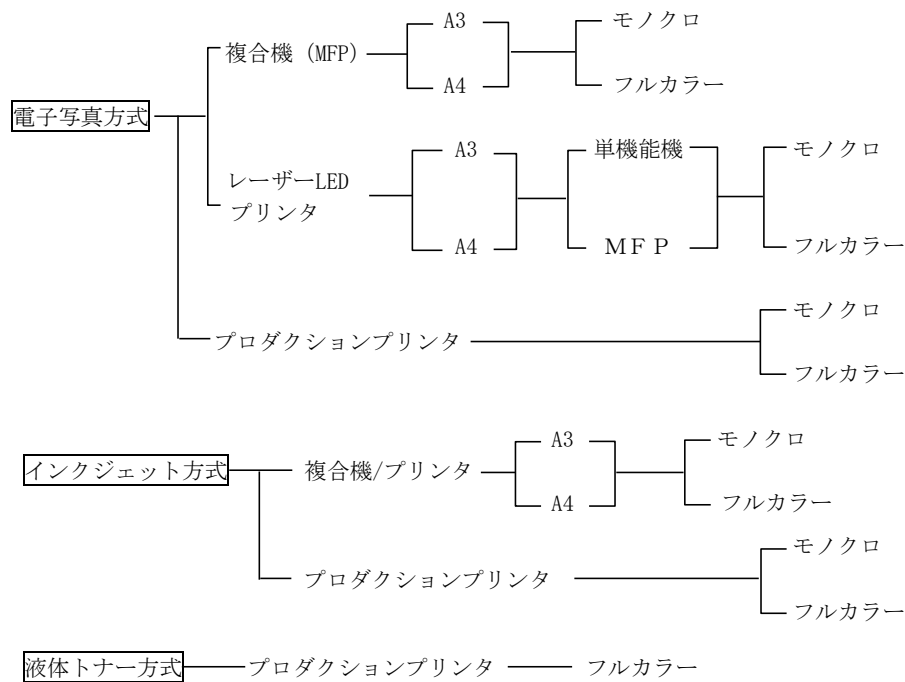 複合機 (MFP)
A3
A4
モノクロ
フルカラー
電子写真方式
レーザーLED
プリンタ
A3
A4
単機能機
ＭＦＰ
モノクロ
フルカラー
プロダクションプリンタ
モノクロ
フルカラー
インクジェット方式
複合機/プリンタ
A3
A4
モノクロ
フルカラー
プロダクションプリンタ
モノクロ
フルカラー
液体トナー方式
プロダクションプリンタ
フルカラー